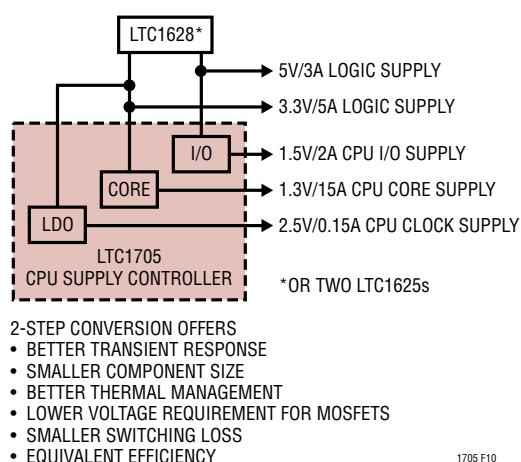 LTC1628*
5V/3A LOGIC SUPPLY
3.3V/5A LOGIC SUPPLY
I/O
1.5V/2A CPU I/O SUPPLY
CORE
1.3V/15A CPU CORE SUPPLY
LDO
2.5V/0.15A CPU CLOCK SUPPLY
LTC1705
CPU SUPPLY CONTROLLER
*OR TWO LTC1625s
2-STEP CONVERSION OFFERS
• BETTER TRANSIENT RESPONSE
• SMALLER COMPONENT SIZE
• BETTER THERMAL MANAGEMENT
• LOWER VOLTAGE REQUIREMENT FOR MOSFETS
• SMALLER SWITCHING LOSS
• EQUIVALENT EFFICIENCY
1705 F10